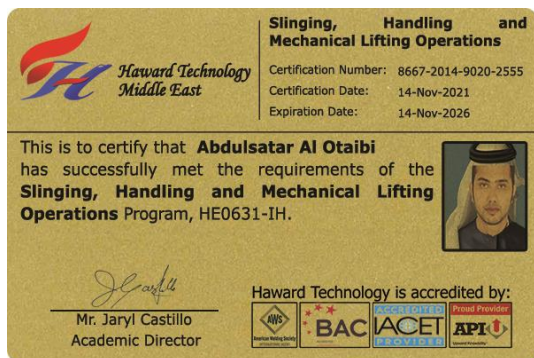 Slinging, Handling and
Mechanical Lifting Operations
Haward Technology
Middle East
Certification Number: 8667-2014-9020-2555
Certification Date: 14-Nov-2021
Expiration Date: 14-Nov-2026
This is to certify that Abdulsatar Al Otaibi
has successfully met the requirements of the
Slinging, Handling and Mechanical Lifting
Operations Program, HE0631-IH.
Mr. Jaryl Castillo
Academic Director
Haward Technology is accredited by:
AWS
American Welding Society
BAC
ACCREDITED
IACET
PROVIDER
Proud Provider
API